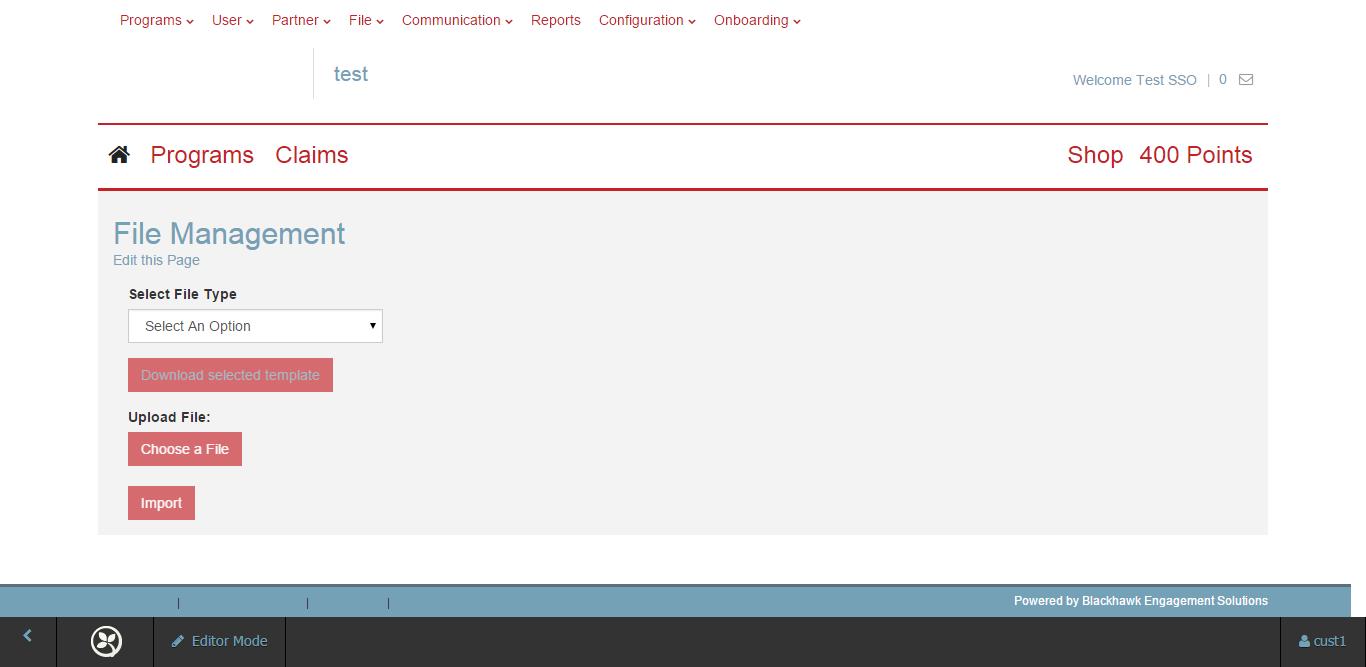 Programs User Partner File Communication Reports Configuration Onboarding
test
Welcome Test SSO | 0
Programs Claims Shop 400 Points
File Management
Edit this Page
Select File Type
Select An Option
Download selected template
Upload File:
Choose a File
Import
| | | Powered by Blackhawk Engagement Solutions
Editor Mode cust1